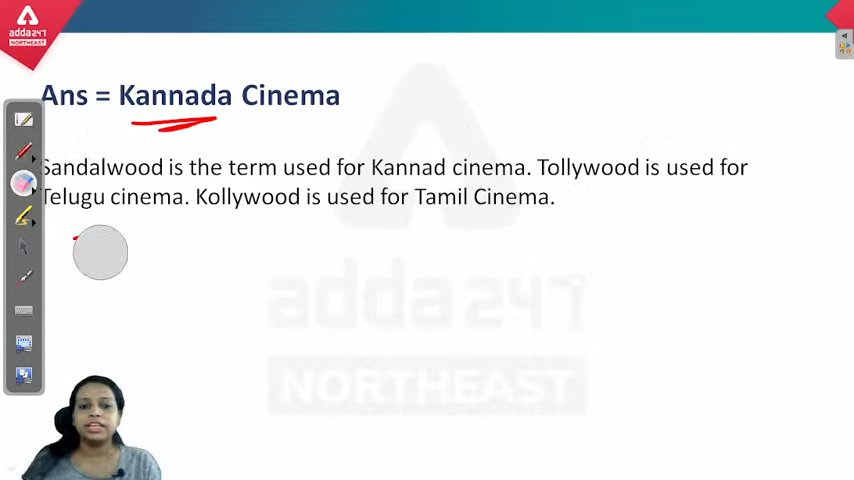 adda247
NORTHEAST
Ans = Kannada Cinema
Sandalwood is the term used for Kannad cinema. Tollywood is used for
Telugu cinema. Kollywood is used for Tamil Cinema.
adda247
NORTHEAST